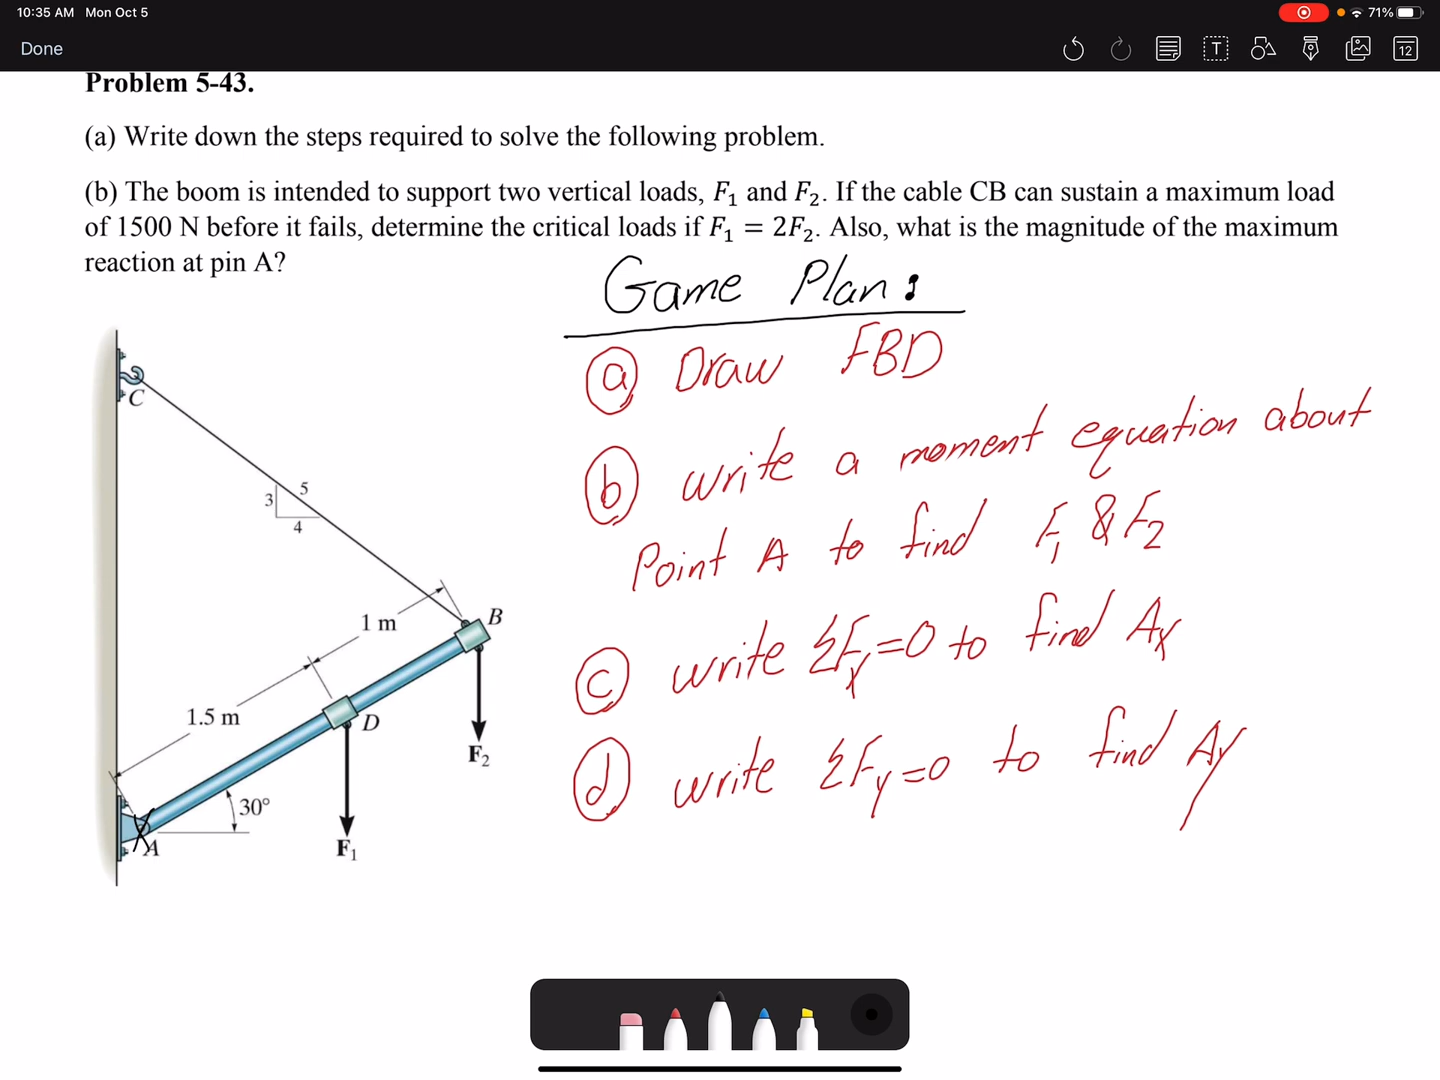 10:35 AM Mon Oct 5
71%
Done
T
12
Problem 5-43.
(a) Write down the steps required to solve the following problem.
(b) The boom is intended to support two vertical loads, F₁ and F₂. If the cable CB can sustain a maximum load
of 1500 N before it fails, determine the critical loads if F₁ = 2F₂. Also, what is the magnitude of the maximum
reaction at pin A?
Game Plan:
(a) Draw FBD
(b) write a moment equation about
Point A to find F₁ & F₂
(c) write ΣFx=0 to find Ax
(d) write ΣFy=0 to find Ay
C
3
5
4
1 m
B
1.5 m
D
F₂
30°
A
F₁